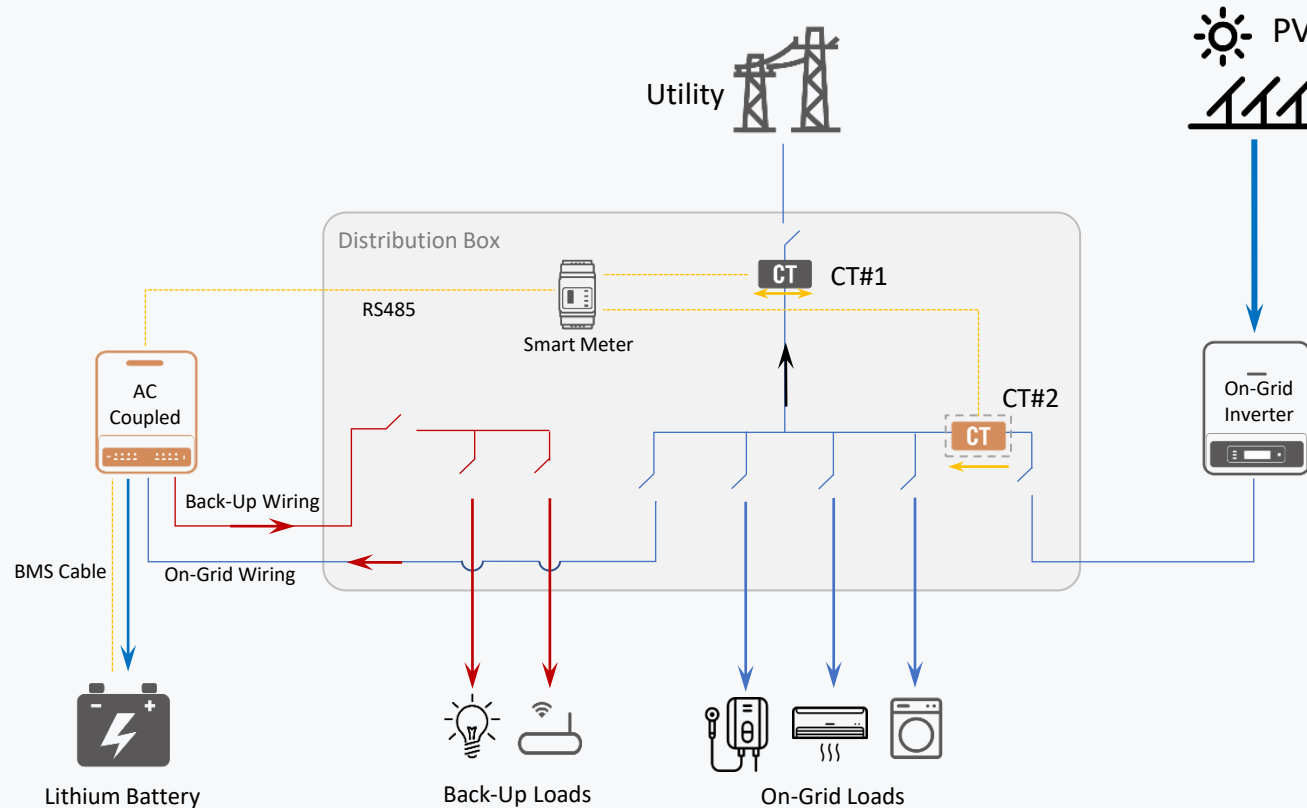 PV
Utility
Distribution Box
CT
CT#1
RS485
Smart Meter
AC
Coupled
On-Grid
Inverter
CT#2
CT
Back-Up Wiring
BMS Cable
On-Grid Wiring
Lithium Battery
Back-Up Loads
On-Grid Loads